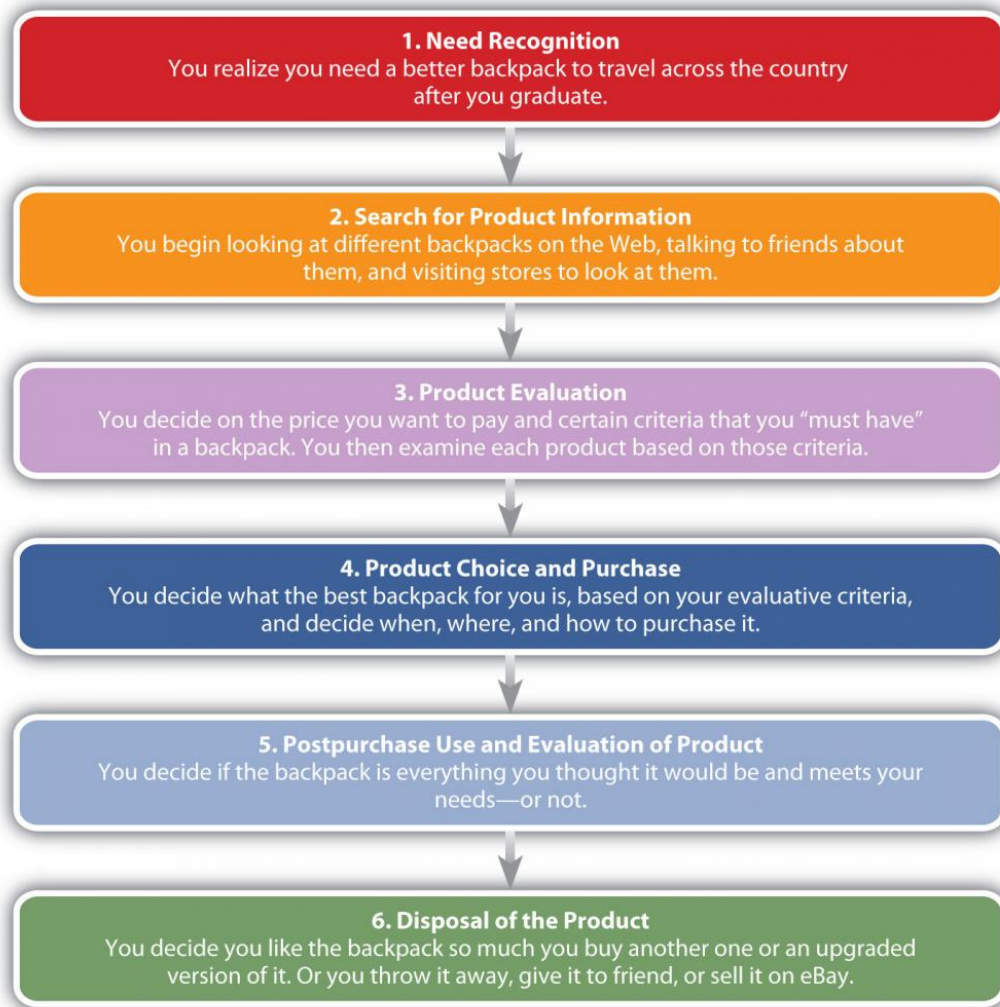 1. Need Recognition
You realize you need a better backpack to travel across the country
after you graduate.
2. Search for Product Information
You begin looking at different backpacks on the Web, talking to friends about
them, and visiting stores to look at them.
3. Product Evaluation
You decide on the price you want to pay and certain criteria that you “must have”
in a backpack. You then examine each product based on those criteria.
4. Product Choice and Purchase
You decide what the best backpack for you is, based on your evaluative criteria,
and decide when, where, and how to purchase it.
5. Postpurchase Use and Evaluation of Product
You decide if the backpack is everything you thought it would be and meets your
needs—or not.
6. Disposal of the Product
You decide you like the backpack so much you buy another one or an upgraded
version of it. Or you throw it away, give it to friend, or sell it on eBay.